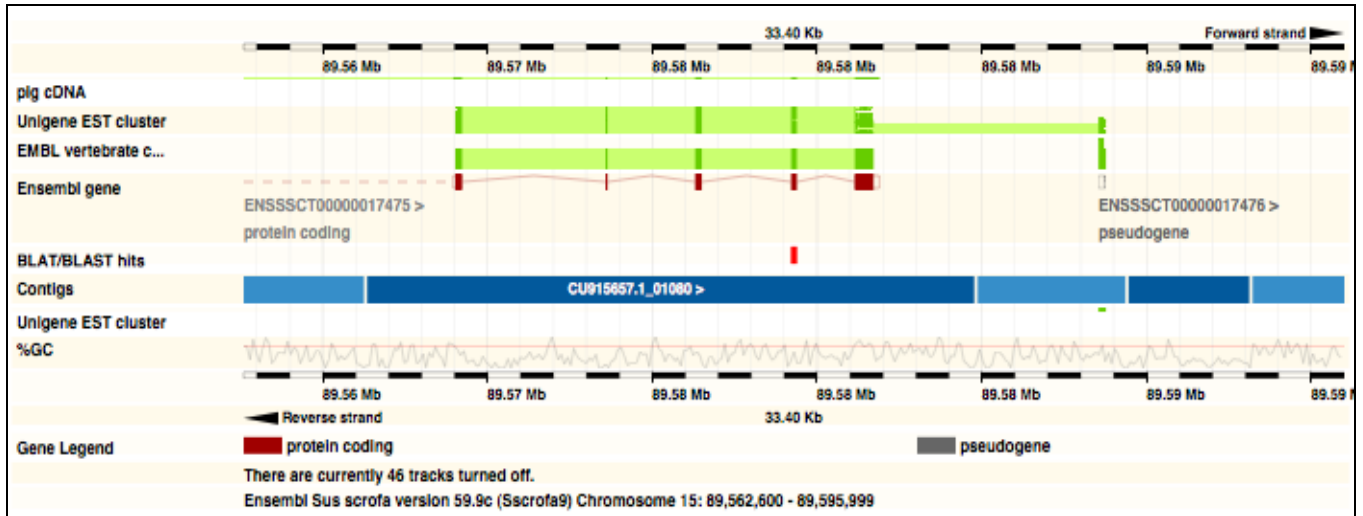 33.40 Kb Forward strand
89.56 Mb 89.57 Mb 89.58 Mb 89.58 Mb 89.58 Mb 89.59 Mb 89.59 M
pig cDNA
Unigene EST cluster
EMBL vertebrate c...
Ensembl gene
ENSSSCT00000017475 > ENSSSCT00000017476 >
protein coding pseudogene
BLAT/BLAST hits
Contigs CU915657.1_01080 >
Unigene EST cluster
%GC
89.56 Mb 89.57 Mb 89.58 Mb 89.58 Mb 89.58 Mb 89.59 Mb 89.59 M
Reverse strand 33.40 Kb
Gene Legend protein coding pseudogene
There are currently 46 tracks turned off.
Ensembl Sus scrofa version 59.9c (Sscrofa9) Chromosome 15: 89,562,600 - 89,595,999